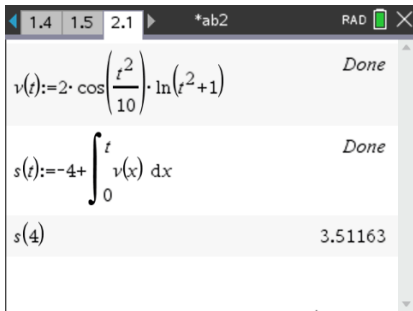 1.4 1.5 2.1 *ab2 RAD
v(t):=2· cos(t²/10)· ln(t²+1) Done
s(t):=-4+∫₀ᵗ v(x) dx Done
s(4) 3.51163